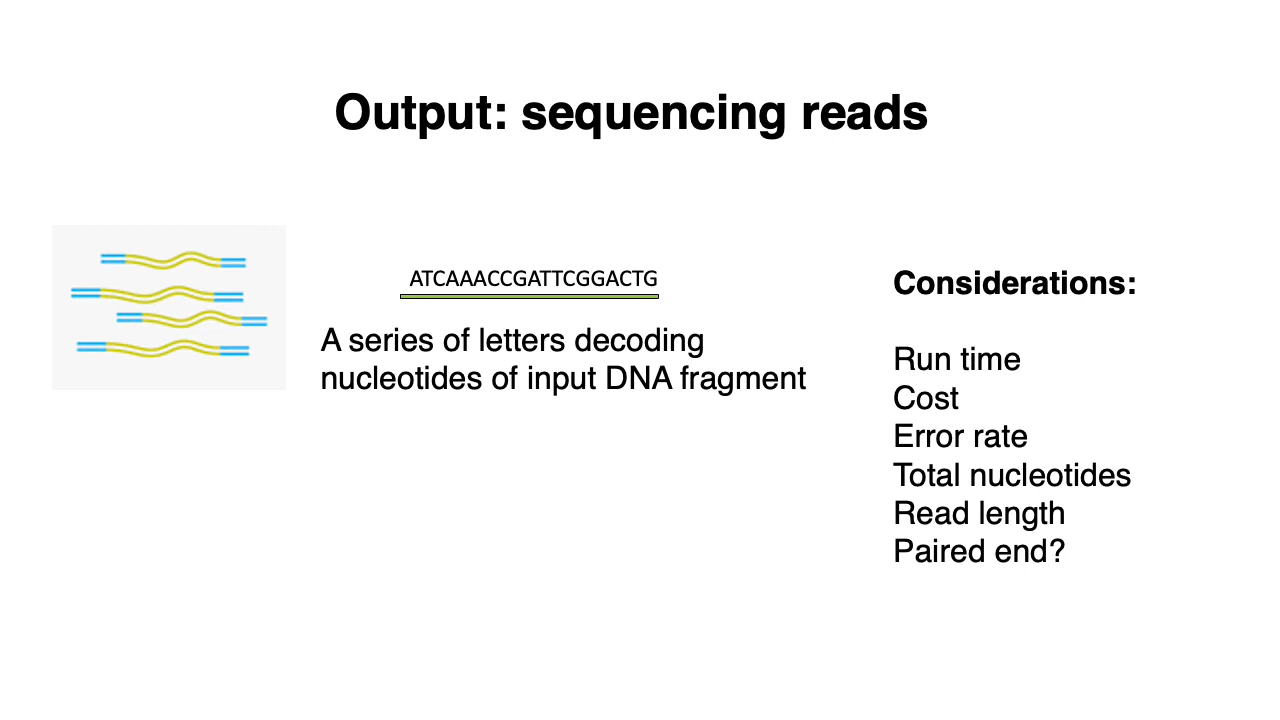 Output: sequencing reads
ATCAAACCGATTCGGACTG
A series of letters decoding
nucleotides of input DNA fragment
Considerations:
Run time
Cost
Error rate
Total nucleotides
Read length
Paired end?